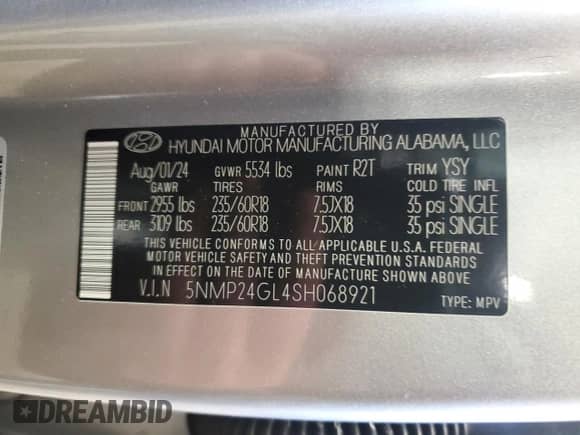 MANUFACTURED BY
HYUNDAI MOTOR MANUFACTURING ALABAMA, LLC
Aug/01/24 GVWR 5534 lbs PAINT R2T TRIM YSY
GAWR TIRES RIMS COLD TIRE INFL
FRONT 2955 lbs 235/60R18 7.5JX18 35 psi SINGLE
REAR 3109 lbs 235/60R18 7.5JX18 35 psi SINGLE
THIS VEHICLE CONFORMS TO ALL APPLICABLE U.S.A. FEDERAL
MOTOR VEHICLE SAFETY AND THEFT PREVENTION STANDARDS
IN EFFECT ON THE DATE OF MANUFACTURE SHOWN ABOVE.
V.I.N 5NMP24GL4SH068921 TYPE: MPV
DREAMBID